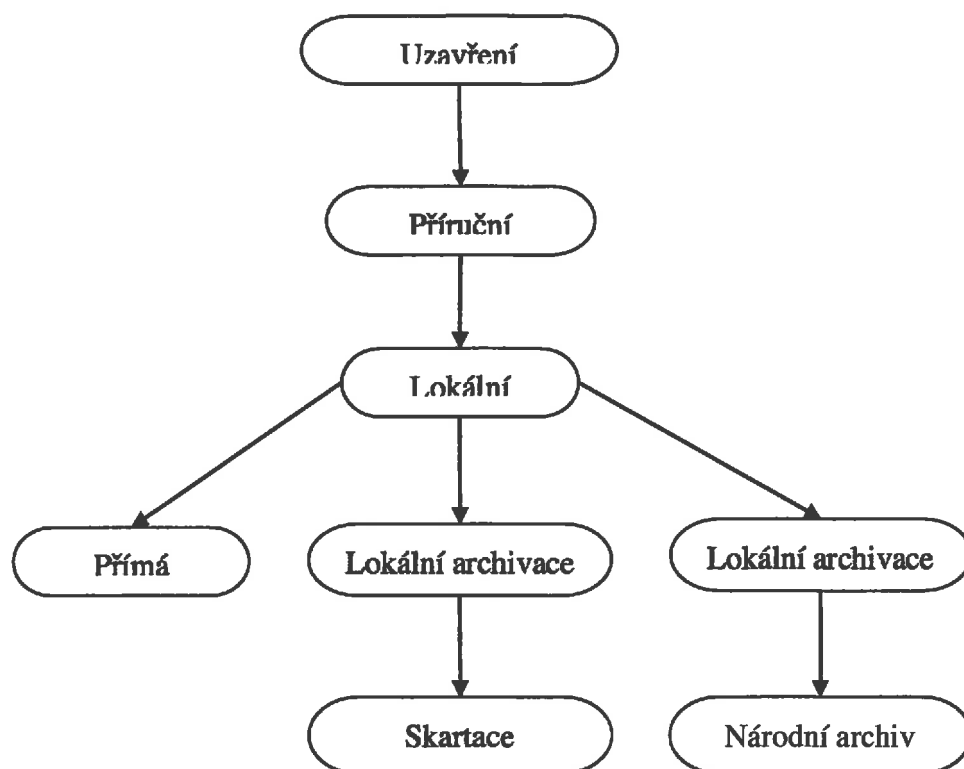 Uzavření
Příruční
Lokální
Přímá
Lokální archivace
Lokální archivace
Skartace
Národní archiv